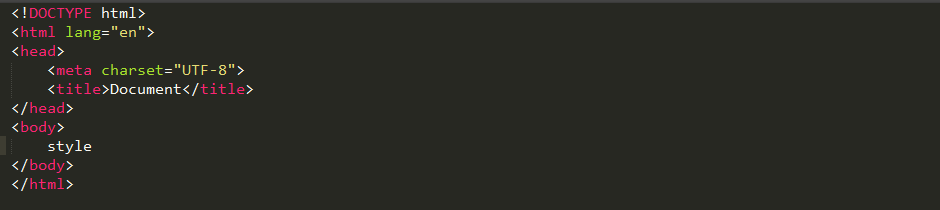 <!DOCTYPE html>
<html lang="en">
<head>
    <meta charset="UTF-8">
    <title>Document</title>
</head>
<body>
    style
</body>
</html>